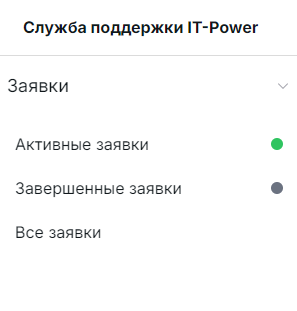 Служба поддержки IT-Power
Заявки
Активные заявки
Завершенные заявки
Все заявки